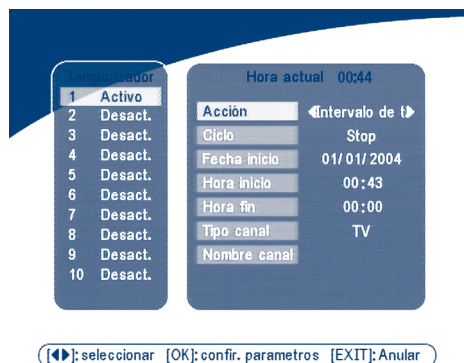 Temporizador
1 Activo
2 Desact.
3 Desact.
4 Desact.
5 Desact.
6 Desact.
7 Desact.
8 Desact.
9 Desact.
10 Desact.
Hora actual 00:44
Acción ◀Intervalo de t▶
Ciclo Stop
Fecha inicio 01/01/2004
Hora inicio 00:43
Hora fin 00:00
Tipo canal TV
Nombre canal
[◀▶]: seleccionar [OK]: confir. parametros [EXIT]: Anular